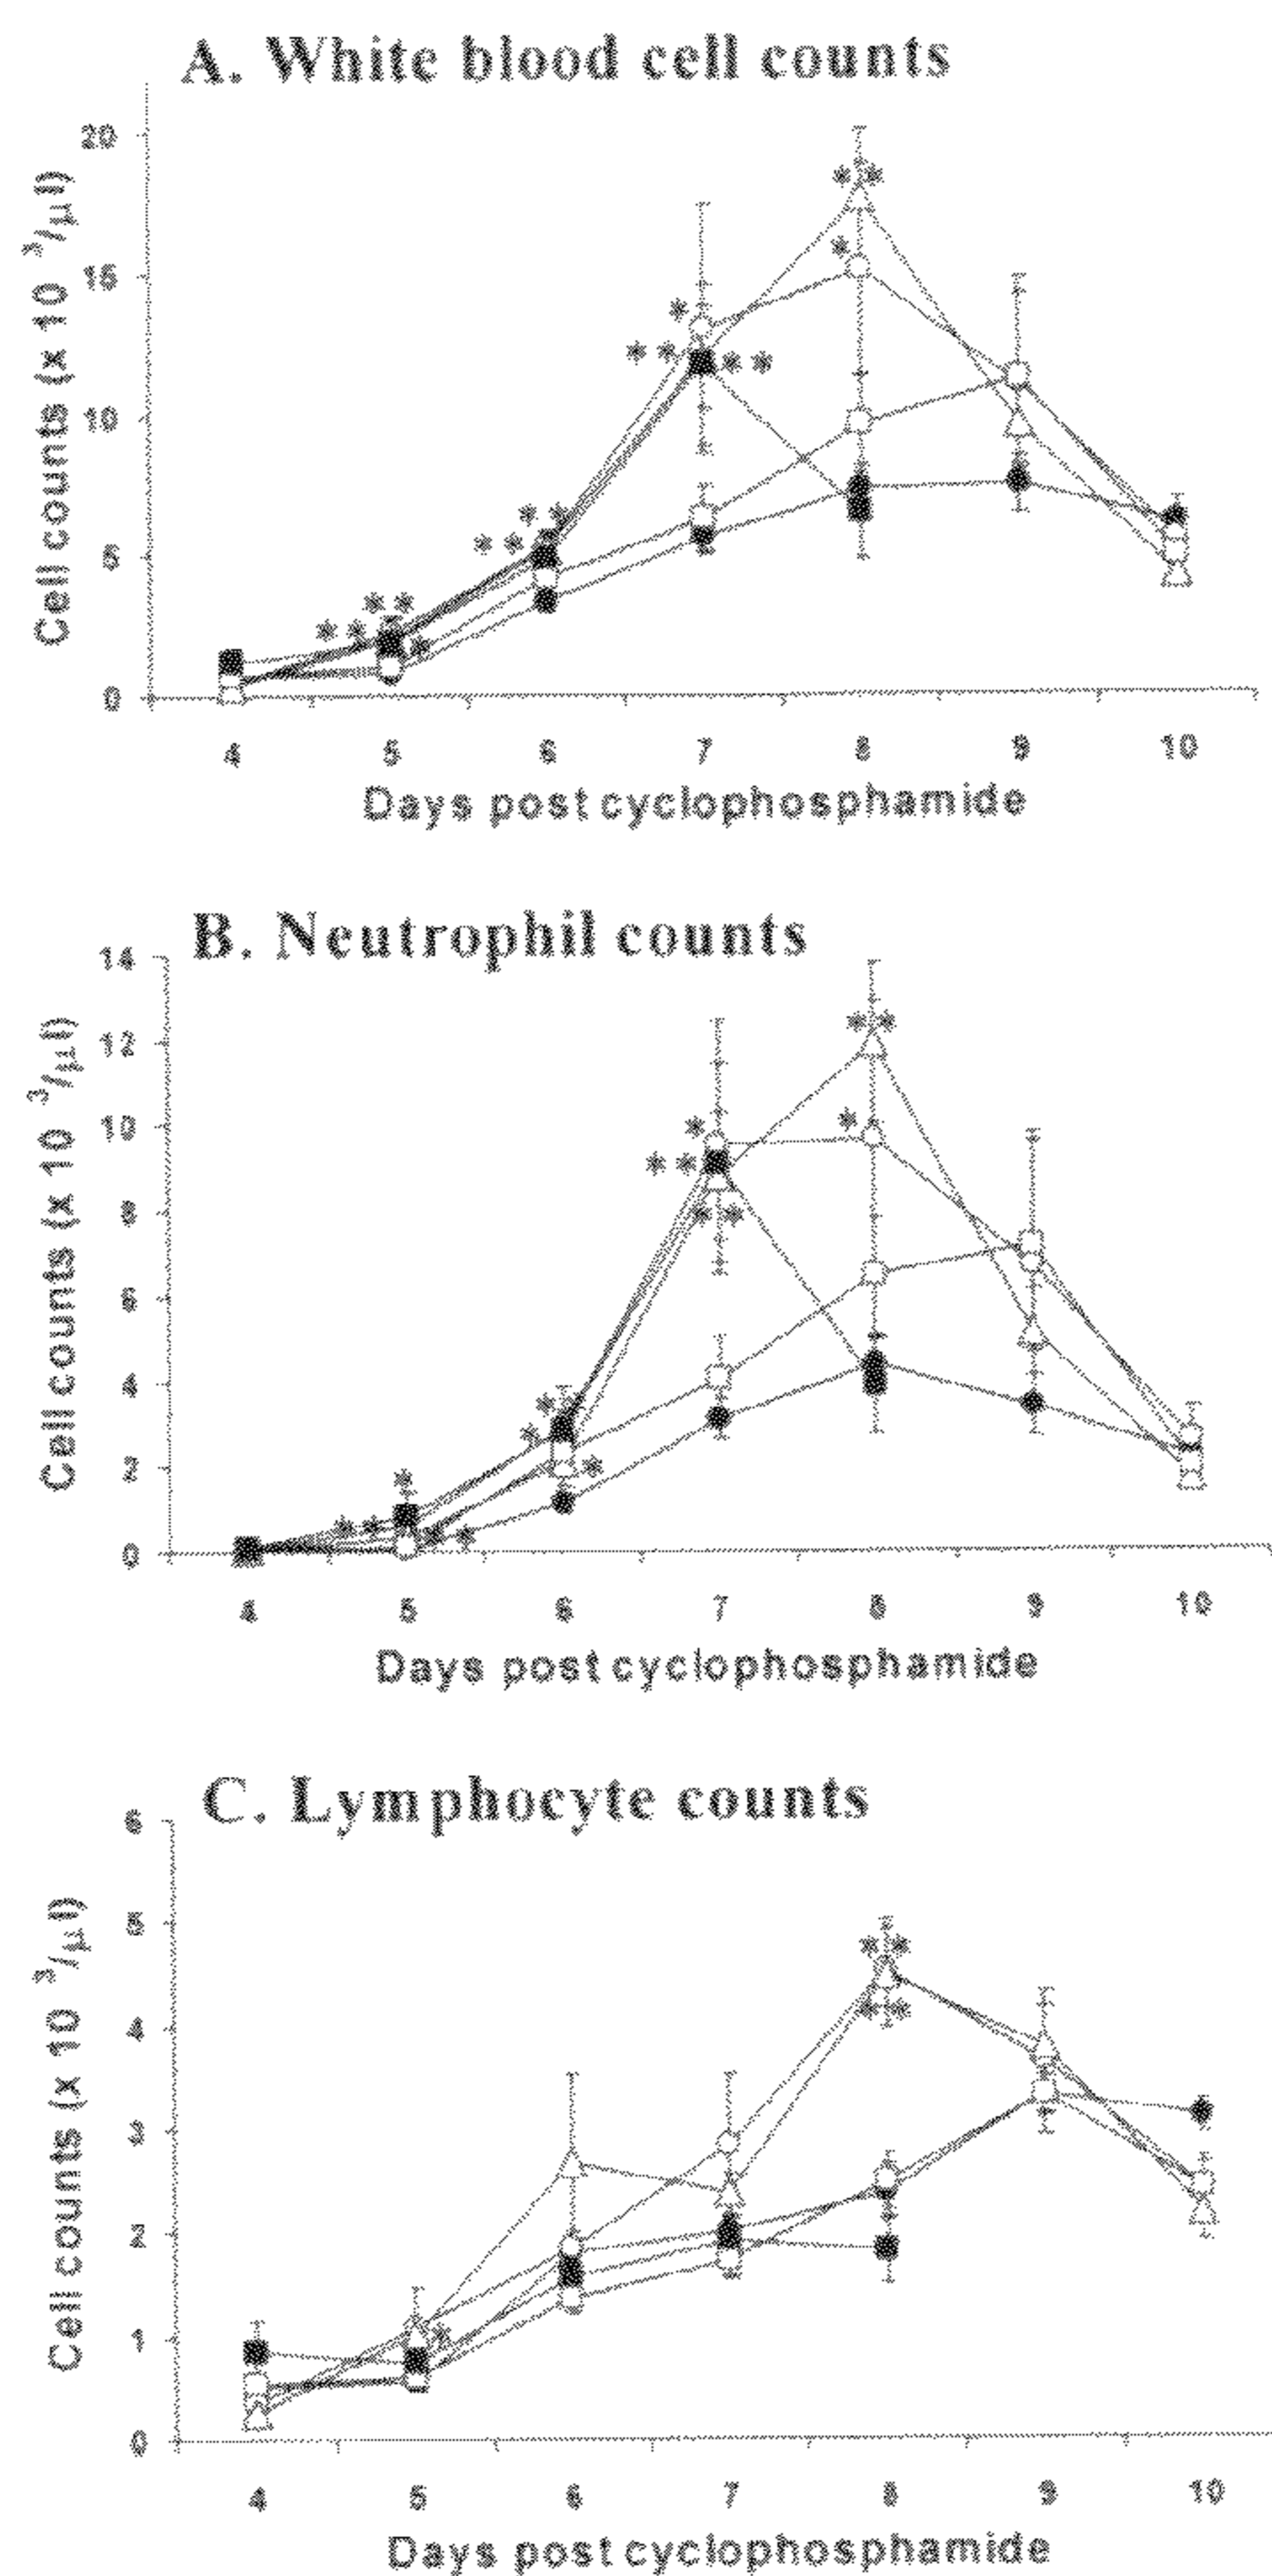 A. White blood cell counts
Cell counts (x 10 3/μl)
20
15
10
5
0
4 5 6 7 8 9 10
Days post cyclophosphamide
B. Neutrophil counts
Cell counts (x 10 3/μl)
14
12
10
8
6
4
2
0
4 5 6 7 8 9 10
Days post cyclophosphamide
C. Lymphocyte counts
Cell counts (x 10 3/μl)
6
5
4
3
2
1
0
4 5 6 7 8 9 10
Days post cyclophosphamide